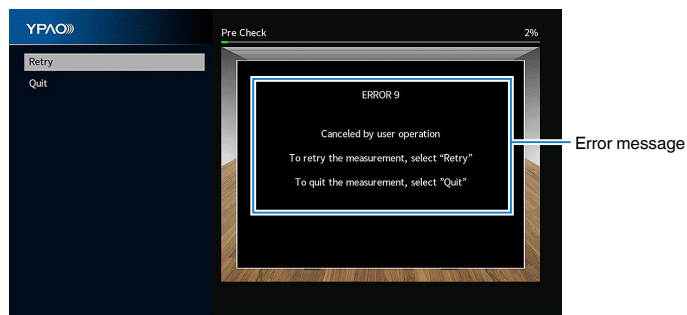 YPAO
Pre Check 2%
Retry
Quit
ERROR 9
Canceled by user operation
To retry the measurement, select “Retry”
To quit the measurement, select ”Quit”
Error message